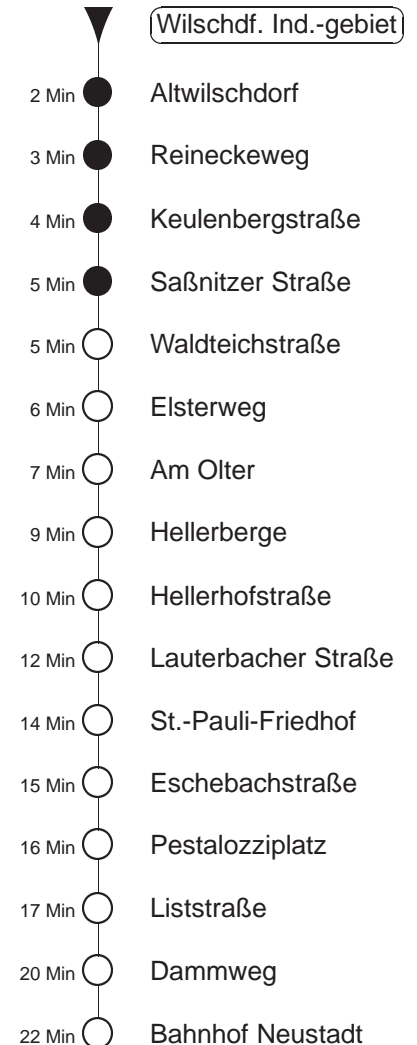 Wilschdf. Ind.-gebiet
2 Min Altwilschdorf
3 Min Reineckeweg
4 Min Keulenbergstraße
5 Min Saßnitzer Straße
5 Min Waldteichstraße
6 Min Elsterweg
7 Min Am Olter
9 Min Hellerberge
10 Min Hellerhofstraße
12 Min Lauterbacher Straße
14 Min St.-Pauli-Friedhof
15 Min Eschebachstraße
16 Min Pestalozziplatz
17 Min Liststraße
20 Min Dammweg
22 Min Bahnhof Neustadt